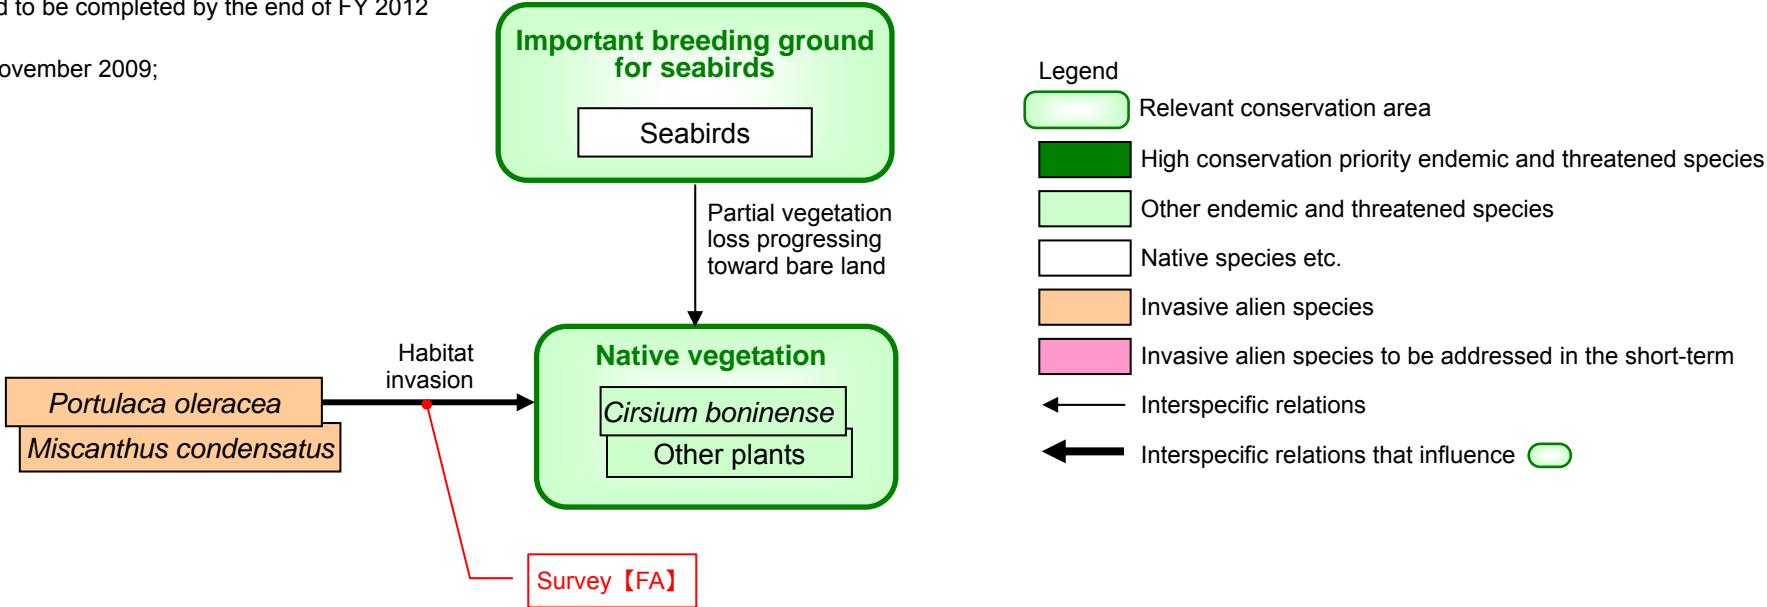 d to be completed by the end of FY 2012
ovember 2009;
Important breeding ground
for seabirds
Seabirds
Partial vegetation
loss progressing
toward bare land
Habitat
invasion
Native vegetation
Portulaca oleracea
Miscanthus condensatus
Cirsium boninense
Other plants
Survey【FA】
Legend
Relevant conservation area
High conservation priority endemic and threatened species
Other endemic and threatened species
Native species etc.
Invasive alien species
Invasive alien species to be addressed in the short-term
Interspecific relations
Interspecific relations that influence